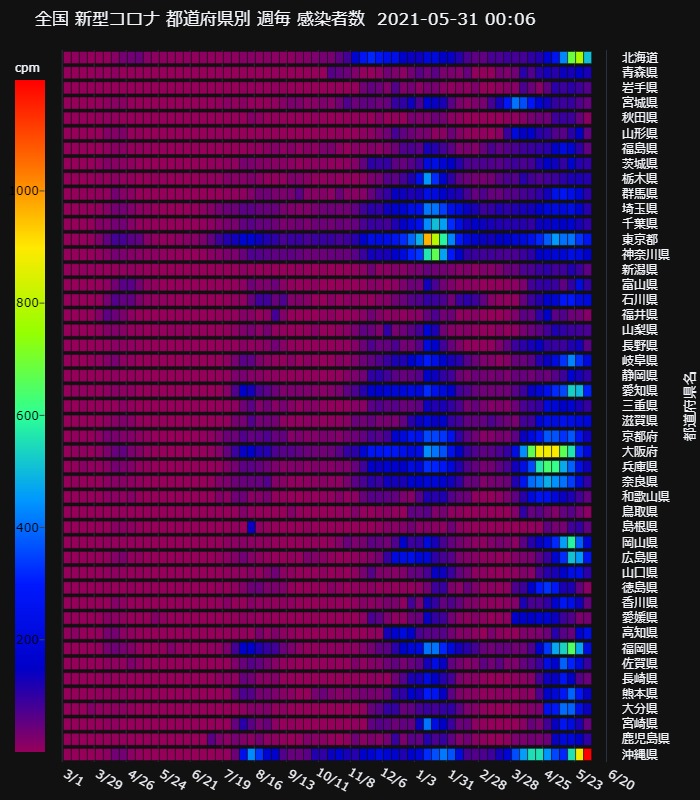 全国 新型コロナ 都道府県別 週毎 感染者数 2021-05-31 00:06
cpm
1000
800
600
400
200
北海道
青森県
岩手県
宮城県
秋田県
山形県
福島県
茨城県
栃木県
群馬県
埼玉県
千葉県
東京都
神奈川県
新潟県
富山県
石川県
福井県
山梨県
長野県
岐阜県
静岡県
愛知県
三重県
滋賀県
京都府
大阪府
兵庫県
奈良県
和歌山県
鳥取県
島根県
岡山県
広島県
山口県
徳島県
香川県
愛媛県
高知県
福岡県
佐賀県
長崎県
熊本県
大分県
宮崎県
鹿児島県
沖縄県
都道府県名
3/1
3/29
4/26
5/24
6/21
7/19
8/16
9/13
10/11
11/8
12/6
1/3
1/31
2/28
3/28
4/25
5/23
6/20